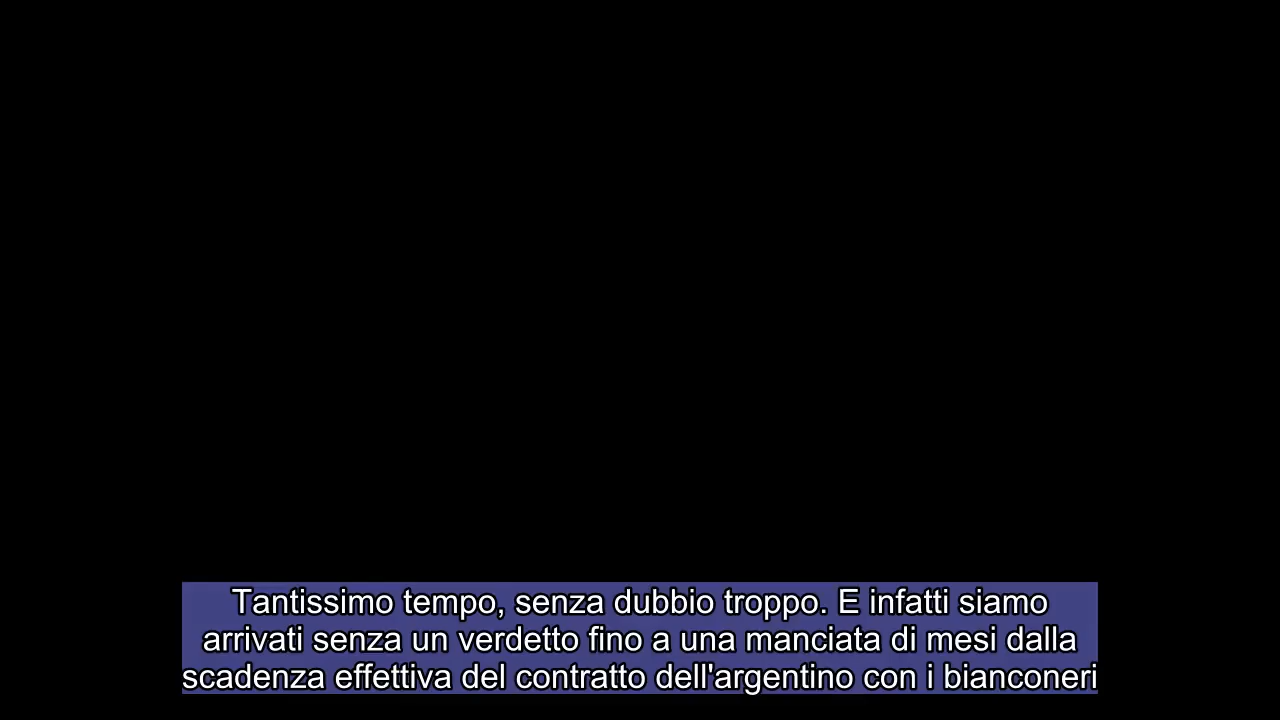 Tantissimo tempo, senza dubbio troppo. E infatti siamo
arrivati senza un verdetto fino a una manciata di mesi dalla
scadenza effettiva del contratto dell'argentino con i bianconeri